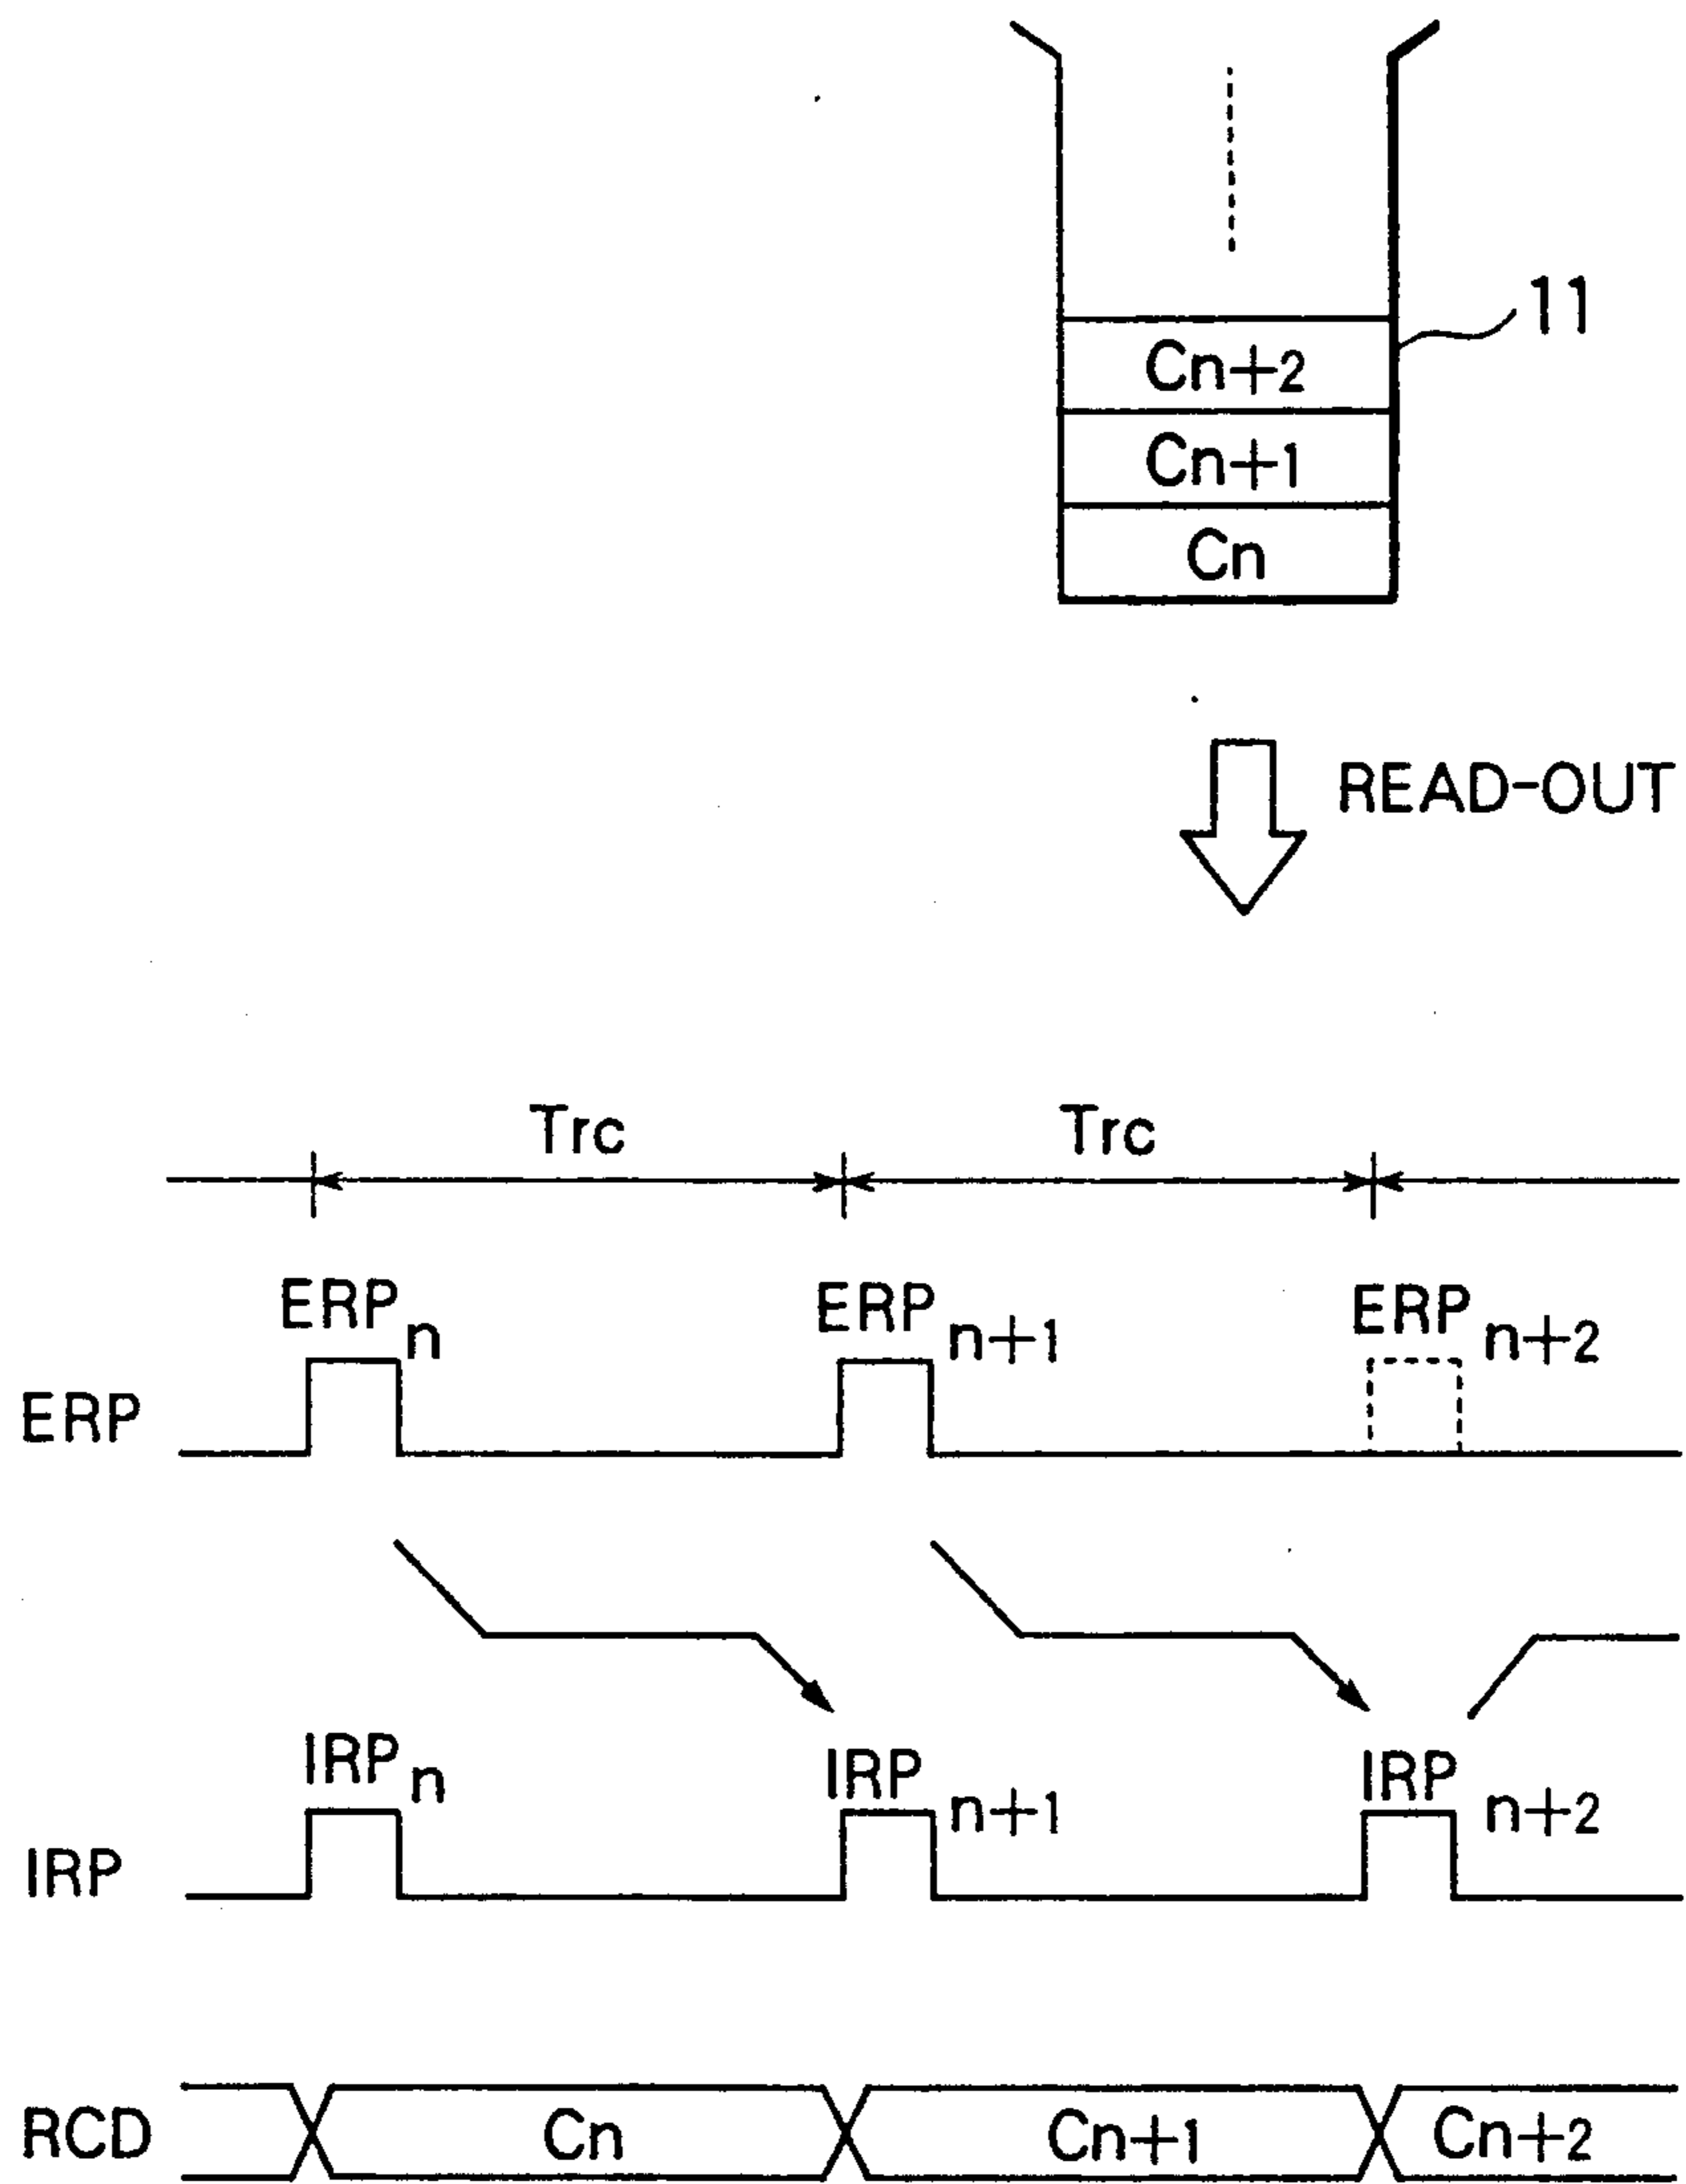 11
Cn+2
Cn+1
Cn
READ-OUT
Trc Trc
ERPn ERPn+1 ERPn+2
ERP
IRPn IRPn+1 IRPn+2
IRP
RCD Cn Cn+1 Cn+2